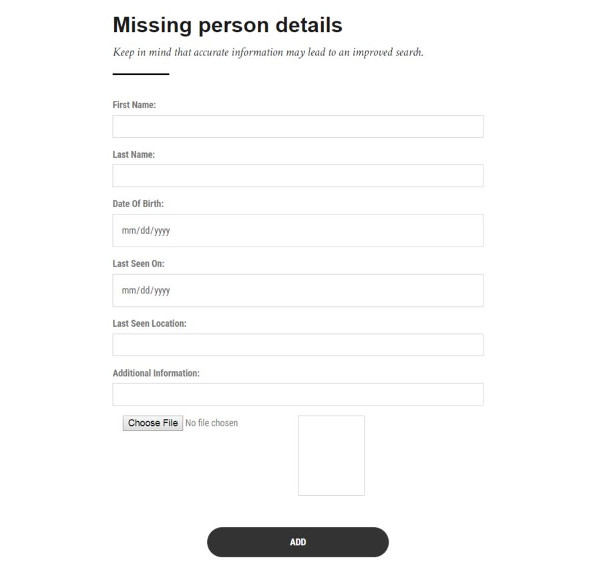 Missing person details
Keep in mind that accurate information may lead to an improved search.
First Name:
Last Name:
Date Of Birth:
mm/dd/yyyy
Last Seen On:
mm/dd/yyyy
Last Seen Location:
Additional Information:
Choose File No file chosen
ADD